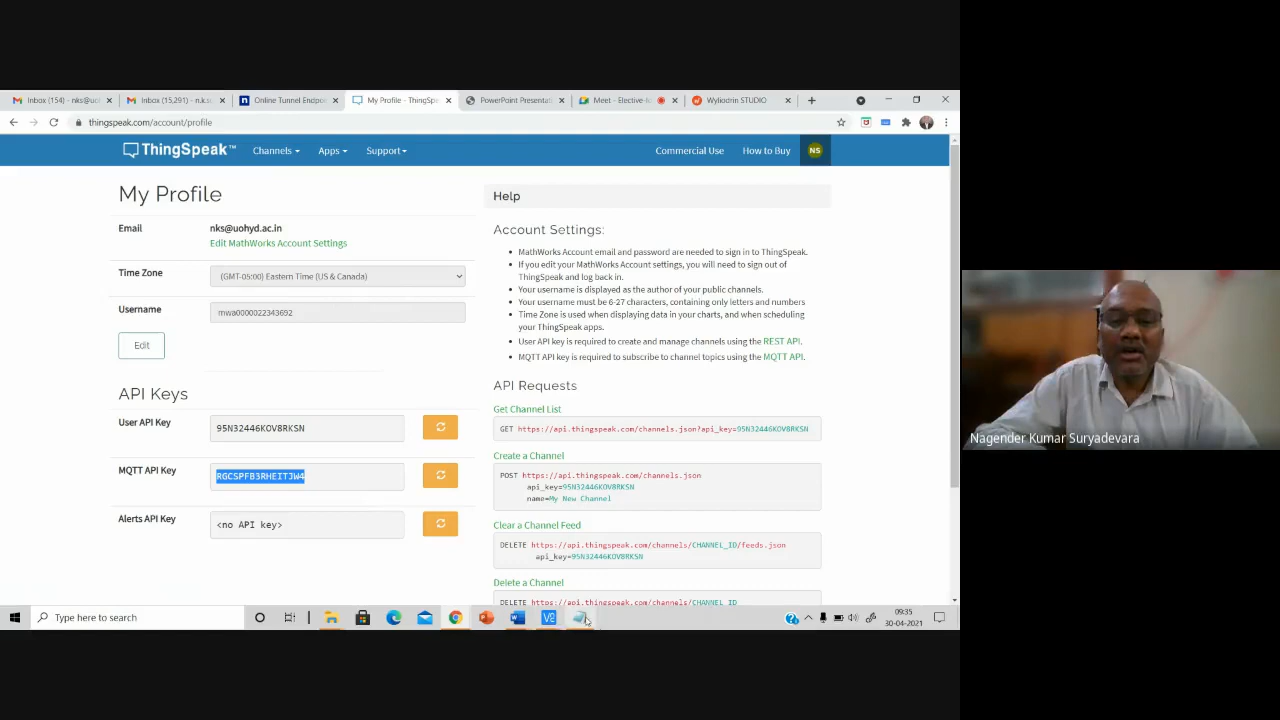 Inbox (154) - nks@uo
Inbox (15,291) - n.k.s
Online Tunnel Endpo
My Profile - ThingSpe
PowerPoint Presentat
Meet - Elective-I
Wyliodrin STUDIO
thingspeak.com/account/profile
ThingSpeak™
Channels
Apps
Support
Commercial Use
How to Buy
NS
My Profile
Email
nks@uohyd.ac.in
Edit MathWorks Account Settings
Time Zone
(GMT-05:00) Eastern Time (US & Canada)
Username
mwa0000022343692
Edit
API Keys
User API Key
95N32446KOV8RKSN
MQTT API Key
RGCSPFB3RHEITJW4
Alerts API Key
<no API key>
Help
Account Settings:
• MathWorks Account email and password are needed to sign in to ThingSpeak.
• If you edit your MathWorks Account settings, you will need to sign out of
ThingSpeak and log back in.
• Your username is displayed as the author of your public channels.
• Your username must be 6-27 characters, containing only letters and numbers
• Time Zone is used when displaying data in your charts, and when scheduling
your ThingSpeak apps.
• User API key is required to create and manage channels using the REST API.
• MQTT API key is required to subscribe to channel topics using the MQTT API.
API Requests
Get Channel List
GET https://api.thingspeak.com/channels.json?api_key=95N32446KOV8RKSN
Create a Channel
POST https://api.thingspeak.com/channels.json
api_key=95N32446KOV8RKSN
name=My New Channel
Clear a Channel Feed
DELETE https://api.thingspeak.com/channels/CHANNEL_ID/feeds.json
api_key=95N32446KOV8RKSN
Delete a Channel
DELETE https://api.thingspeak.com/channels/CHANNEL_ID
Type here to search
09:35
30-04-2021
Nagender Kumar Suryadevara